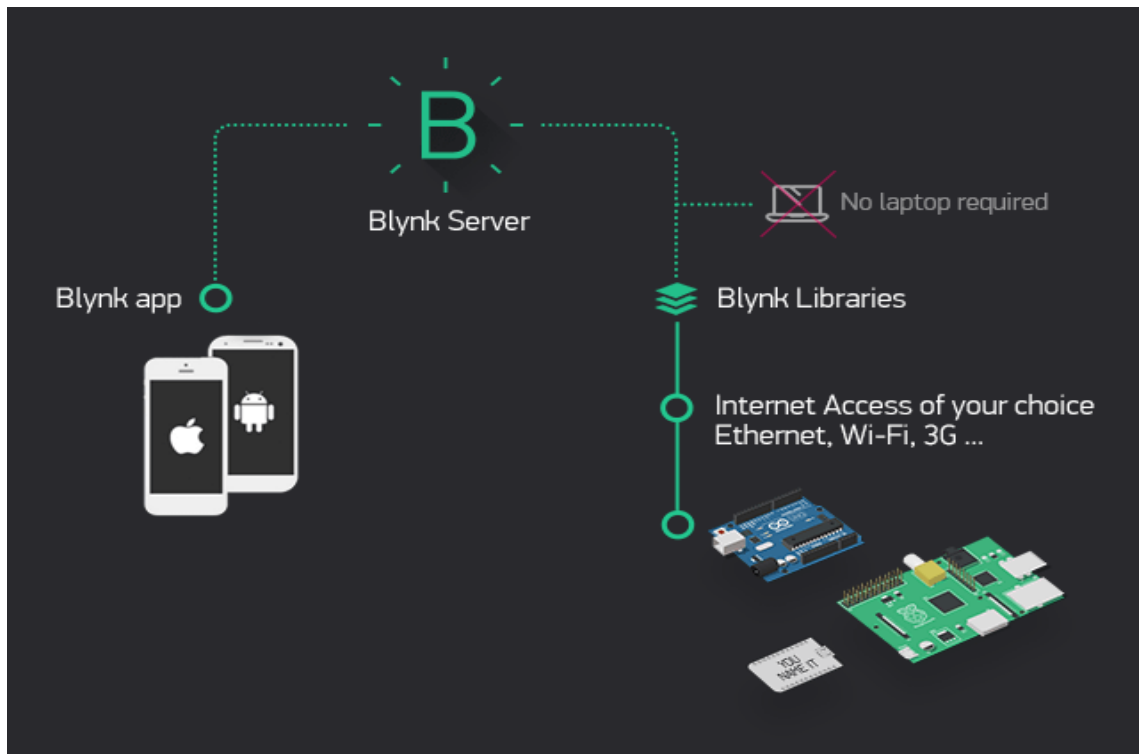 B
Blynk Server
No laptop required
Blynk app
Blynk Libraries
Internet Access of your choice
Ethernet, Wi-Fi, 3G ...
UNO
YOU
NAME IT